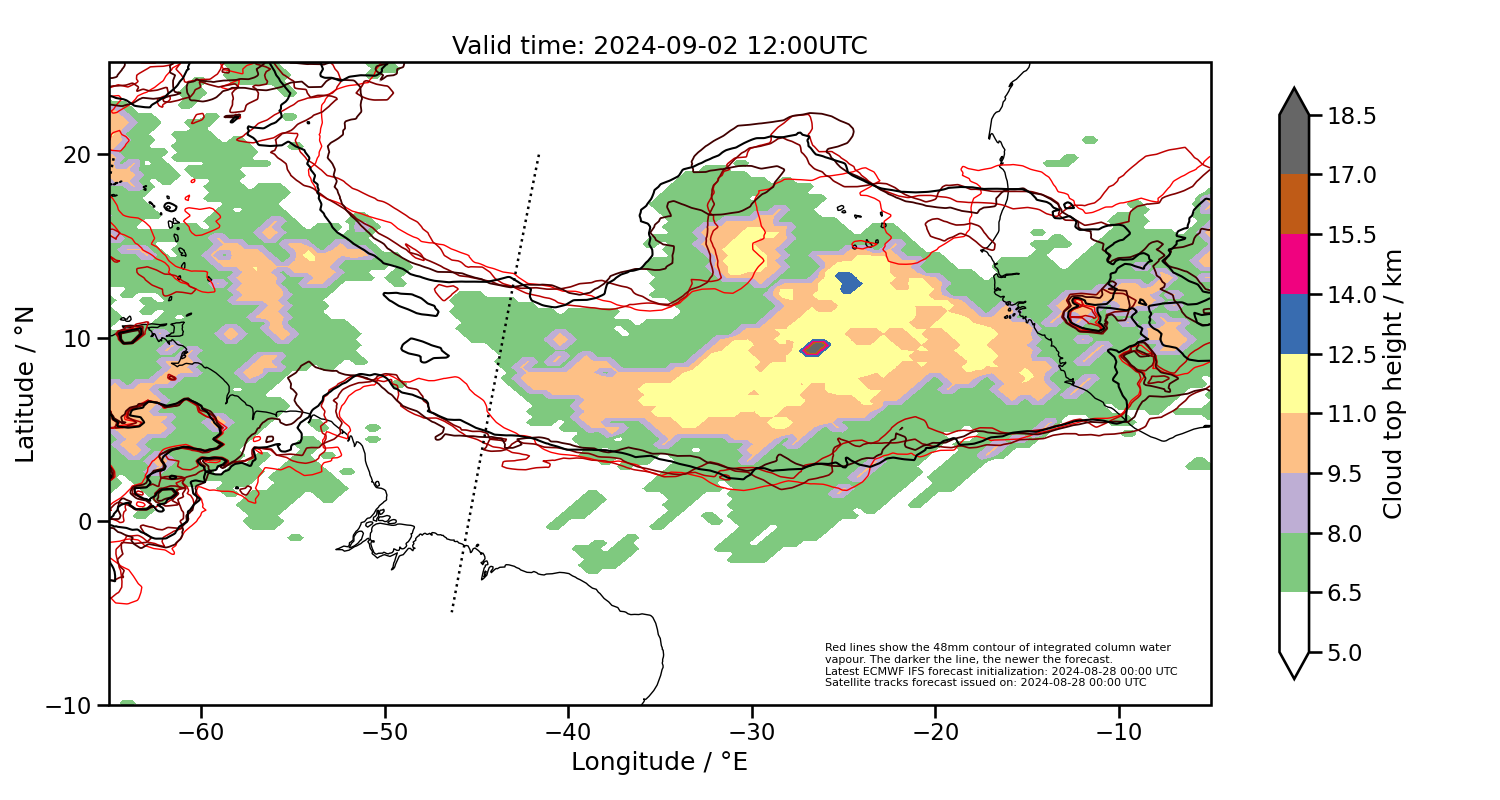 Valid time: 2024-09-02 12:00UTC
20
10
0
−10
Latitude / °N
−60
−50
−40
−30
−20
−10
Longitude / °E
Red lines show the 48mm contour of integrated column water
vapour. The darker the line, the newer the forecast.
Latest ECMWF IFS forecast initialization: 2024-08-28 00:00 UTC
Satellite tracks forecast issued on: 2024-08-28 00:00 UTC
18.5
17.0
15.5
14.0
12.5
11.0
9.5
8.0
6.5
5.0
Cloud top height / km